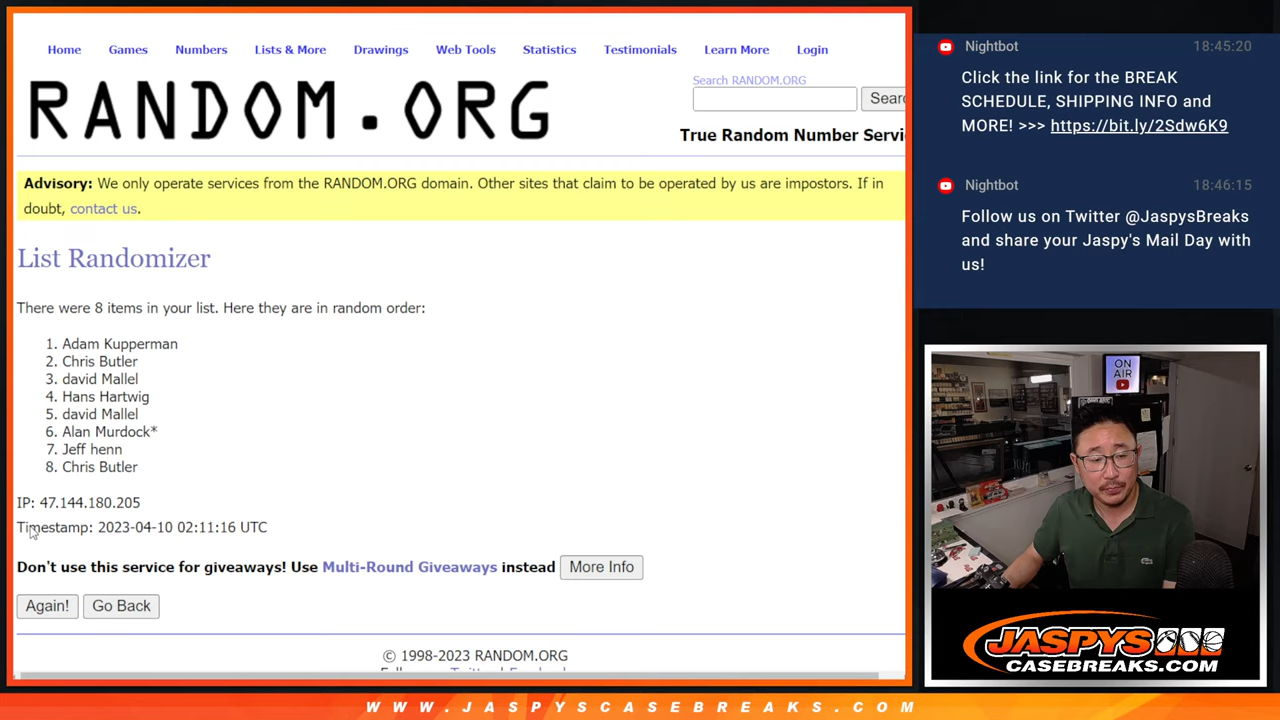 Home Games Numbers Lists & More Drawings Web Tools Statistics Testimonials Learn More Login
RANDOM.ORG
Search RANDOM.ORG
Sear
True Random Number Servi
Advisory: We only operate services from the RANDOM.ORG domain. Other sites that claim to be operated by us are impostors. If in
doubt, contact us.
List Randomizer
There were 8 items in your list. Here they are in random order:
1. Adam Kupperman
2. Chris Butler
3. david Mallel
4. Hans Hartwig
5. david Mallel
6. Alan Murdock*
7. Jeff henn
8. Chris Butler
IP: 47.144.180.205
Timestamp: 2023-04-10 02:11:16 UTC
Don't use this service for giveaways! Use Multi-Round Giveaways instead More Info
Again! Go Back
© 1998-2023 RANDOM.ORG
Nightbot 18:45:20
Click the link for the BREAK
SCHEDULE, SHIPPING INFO and
MORE! >>> https://bit.ly/2Sdw6K9
Nightbot 18:46:15
Follow us on Twitter @JaspysBreaks
and share your Jaspy's Mail Day with
us!
ON
AIR
JASPYS
CASEBREAKS.COM
WWW.JASPYSCASEBREAKS.COM